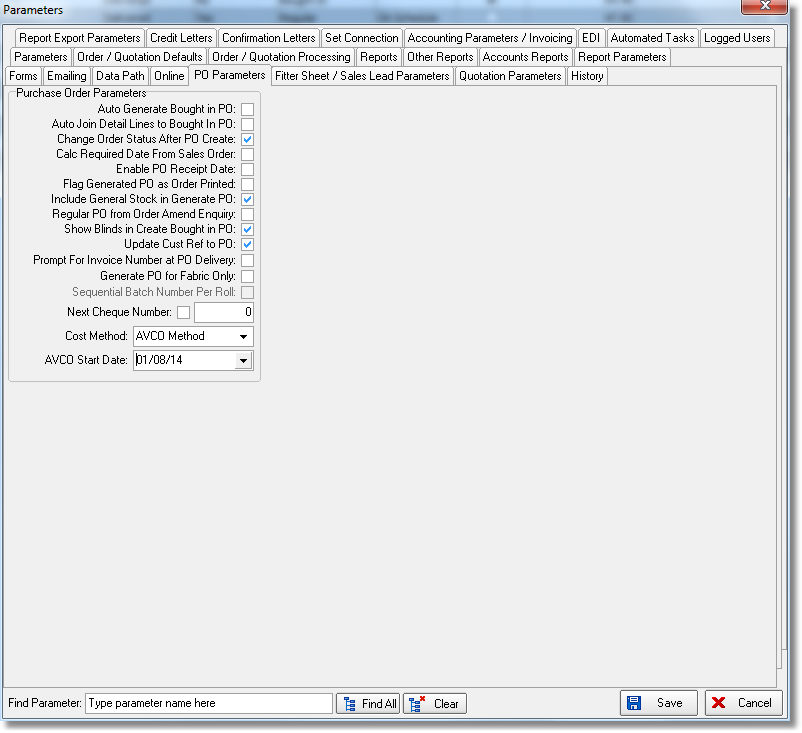 Parameters
Report Export Parameters Credit Letters Confirmation Letters Set Connection Accounting Parameters / Invoicing EDI Automated Tasks Logged Users
Parameters Order / Quotation Defaults Order / Quotation Processing Reports Other Reports Accounts Reports Report Parameters
Forms Emailing Data Path Online PO Parameters Fitter Sheet / Sales Lead Parameters Quotation Parameters History
Purchase Order Parameters
Auto Generate Bought in PO:
Auto Join Detail Lines to Bought In PO:
Change Order Status After PO Create:
Calc Required Date From Sales Order:
Enable PO Receipt Date:
Flag Generated PO as Order Printed:
Include General Stock in Generate PO:
Regular PO from Order Amend Enquiry:
Show Blinds in Create Bought in PO:
Update Cust Ref to PO:
Prompt For Invoice Number at PO Delivery:
Generate PO for Fabric Only:
Sequential Batch Number Per Roll:
Next Cheque Number: 0
Cost Method: AVCO Method
AVCO Start Date: 01/08/14
Find Parameter: Type parameter name here Find All Clear Save Cancel